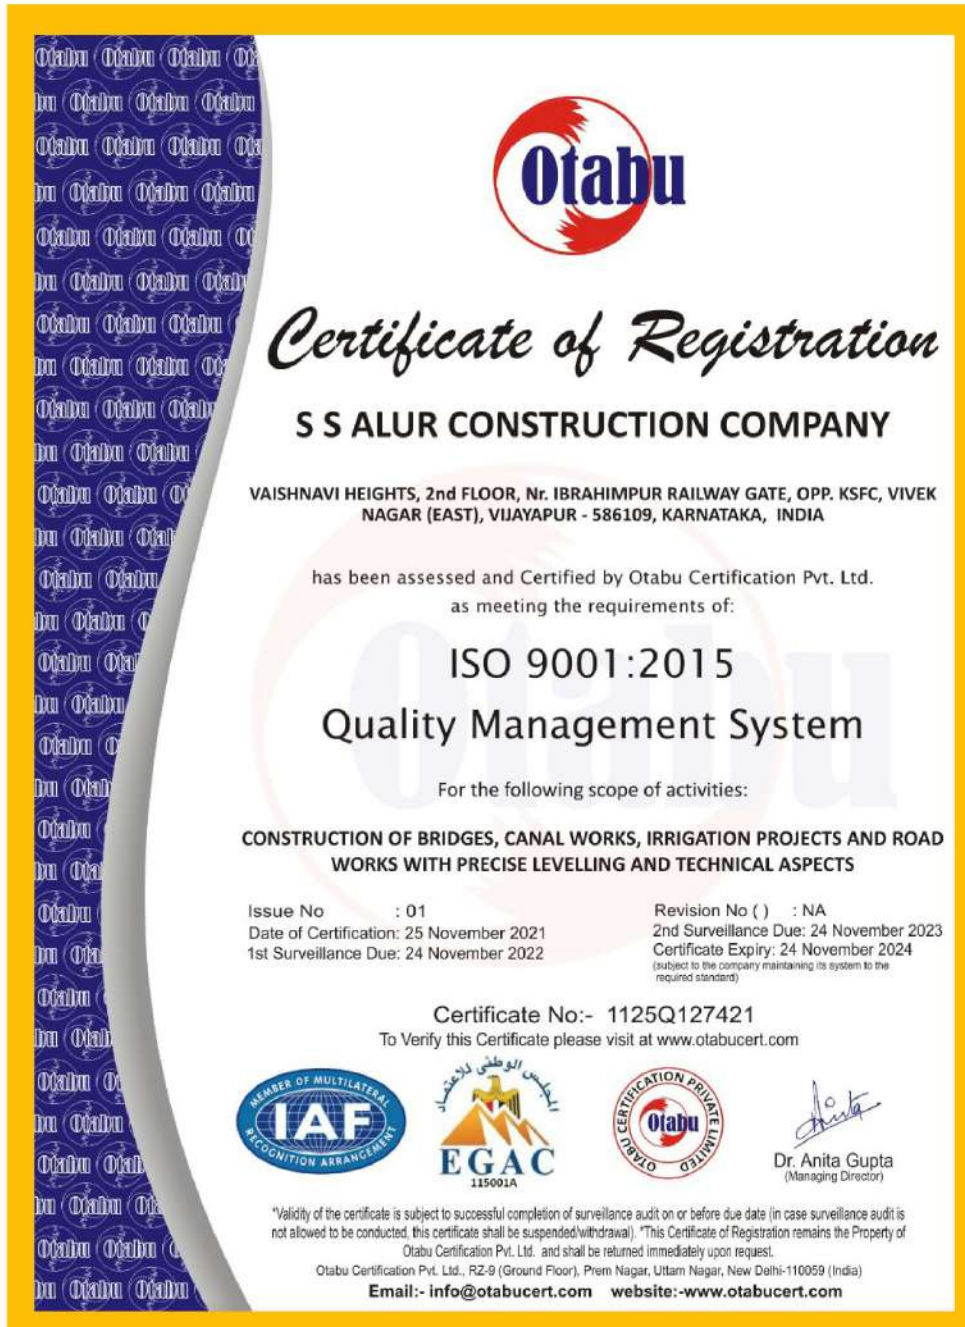 Otabu
Certificate of Registration
S S ALUR CONSTRUCTION COMPANY
VAISHNAVI HEIGHTS, 2nd FLOOR, Nr. IBRAHIMPUR RAILWAY GATE, OPP. KSFC, VIVEK
NAGAR (EAST), VIJAYAPUR - 586109, KARNATAKA, INDIA
has been assessed and Certified by Otabu Certification Pvt. Ltd.
as meeting the requirements of:
ISO 9001:2015
Quality Management System
For the following scope of activities:
CONSTRUCTION OF BRIDGES, CANAL WORKS, IRRIGATION PROJECTS AND ROAD
WORKS WITH PRECISE LEVELLING AND TECHNICAL ASPECTS
Issue No : 01
Date of Certification: 25 November 2021
1st Surveillance Due: 24 November 2022
Revision No ( ) : NA
2nd Surveillance Due: 24 November 2023
Certificate Expiry: 24 November 2024
(subject to the company maintaining its system to the
required standard)
Certificate No:- 1125Q127421
To Verify this Certificate please visit at www.otabucert.com
MEMBER OF MULTILATERAL
IAF
RECOGNITION ARRANGEMENT
المجلس الوطنى للاعتماد
EGAC
115001A
OTABU CERTIFICATION PRIVATE LIMITED
Otabu
Dr. Anita Gupta
(Managing Director)
*Validity of the certificate is subject to successful completion of surveillance audit on or before due date (in case surveillance audit is
not allowed to be conducted, this certificate shall be suspended/withdrawal). *This Certificate of Registration remains the Property of
Otabu Certification Pvt. Ltd. and shall be returned immediately upon request.
Otabu Certification Pvt. Ltd., RZ-9 (Ground Floor), Prem Nagar, Uttam Nagar, New Delhi-110059 (India)
Email:- info@otabucert.com website:-www.otabucert.com